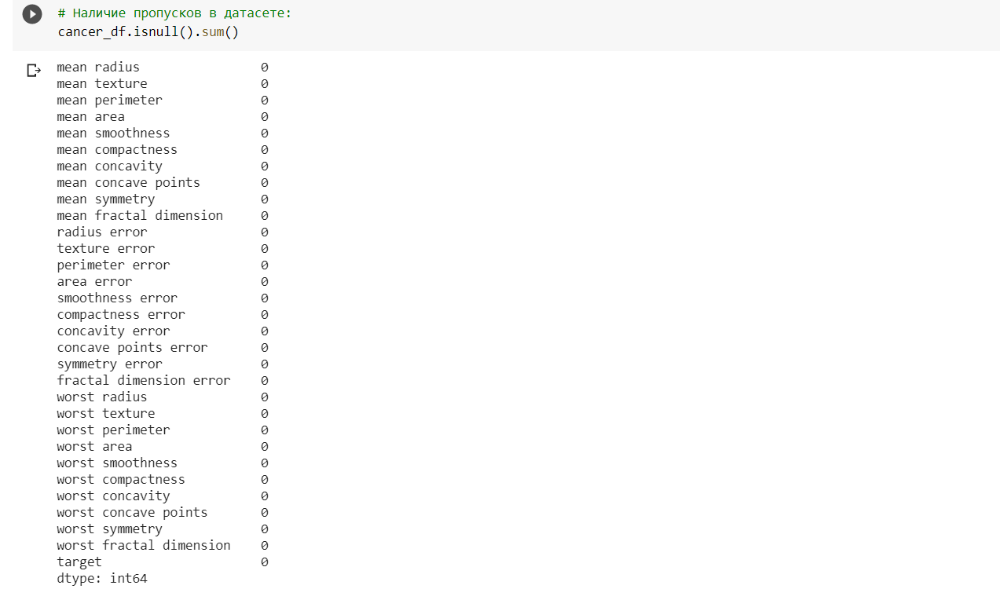 # Наличие пропусков в датасете:
cancer_df.isnull().sum()
mean radius 0
mean texture 0
mean perimeter 0
mean area 0
mean smoothness 0
mean compactness 0
mean concavity 0
mean concave points 0
mean symmetry 0
mean fractal dimension 0
radius error 0
texture error 0
perimeter error 0
area error 0
smoothness error 0
compactness error 0
concavity error 0
concave points error 0
symmetry error 0
fractal dimension error 0
worst radius 0
worst texture 0
worst perimeter 0
worst area 0
worst smoothness 0
worst compactness 0
worst concavity 0
worst concave points 0
worst symmetry 0
worst fractal dimension 0
target 0
dtype: int64